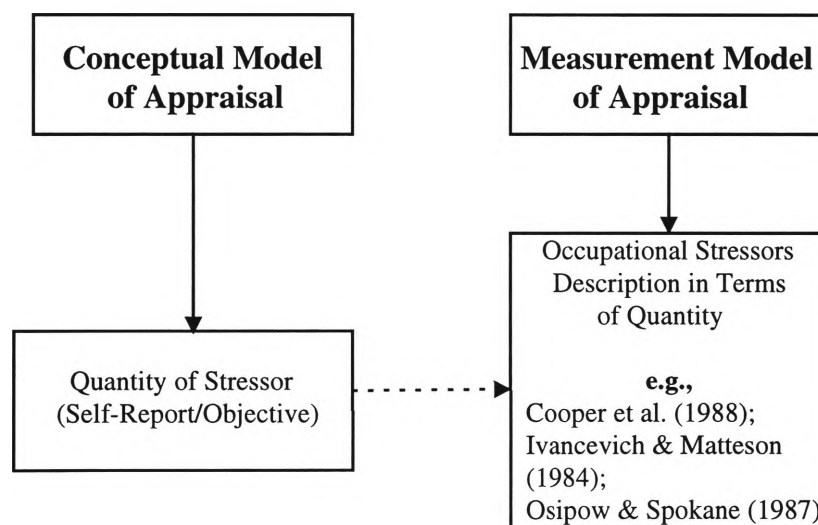 Conceptual Model
of Appraisal
Measurement Model
of Appraisal
Quantity of Stressor
(Self-Report/Objective)
Occupational Stressors
Description in Terms
of Quantity
e.g.,
Cooper et al. (1988);
Ivancevich & Matteson
(1984);
Osipow & Spokane (1987)